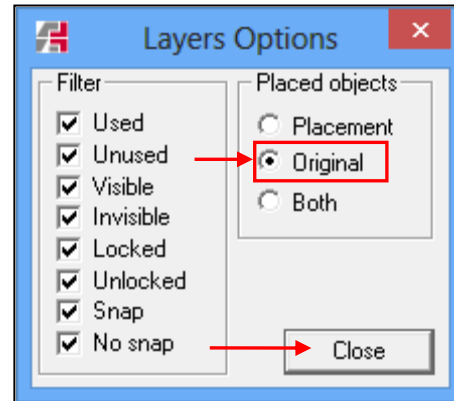 Layers Options
Filter
Used
Unused
Visible
Invisible
Locked
Unlocked
Snap
No snap
Placed objects
Placement
Original
Both
Close